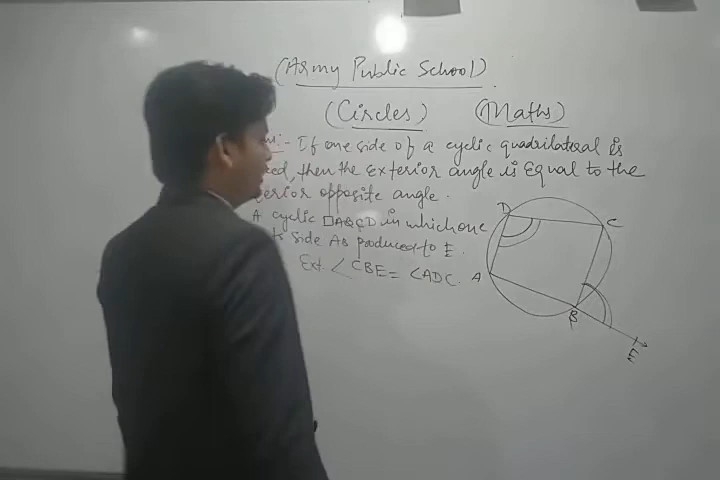 (Army Public School)
(Circles) (Maths)
:- If one side of a cyclic quadrilateral is
then the exterior angle is Equal to the
opposite angle.
A cyclic □ABCD in which one
side AB produced to E.
Ext ∠CBE = ∠ADC.
D
C
A
B
E